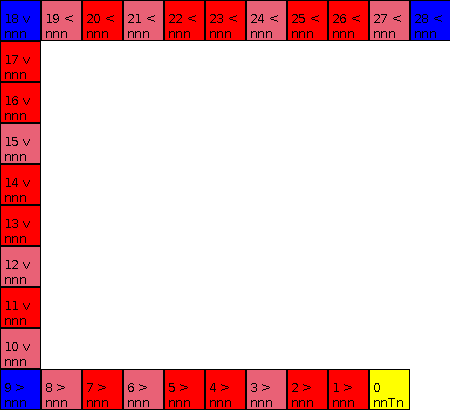 18 v 19 < 20 < 21 < 22 < 23 < 24 < 25 < 26 < 27 < 28 <
nnn nnn nnn nnn nnn nnn nnn nnn nnn nnn nnn
17 v
nnn
16 v
nnn
15 v
nnn
14 v
nnn
13 v
nnn
12 v
nnn
11 v
nnn
10 v
nnn
9 > 8 > 7 > 6 > 5 > 4 > 3 > 2 > 1 > 0
nnn nnn nnn nnn nnn nnn nnn nnn nnn nnTn